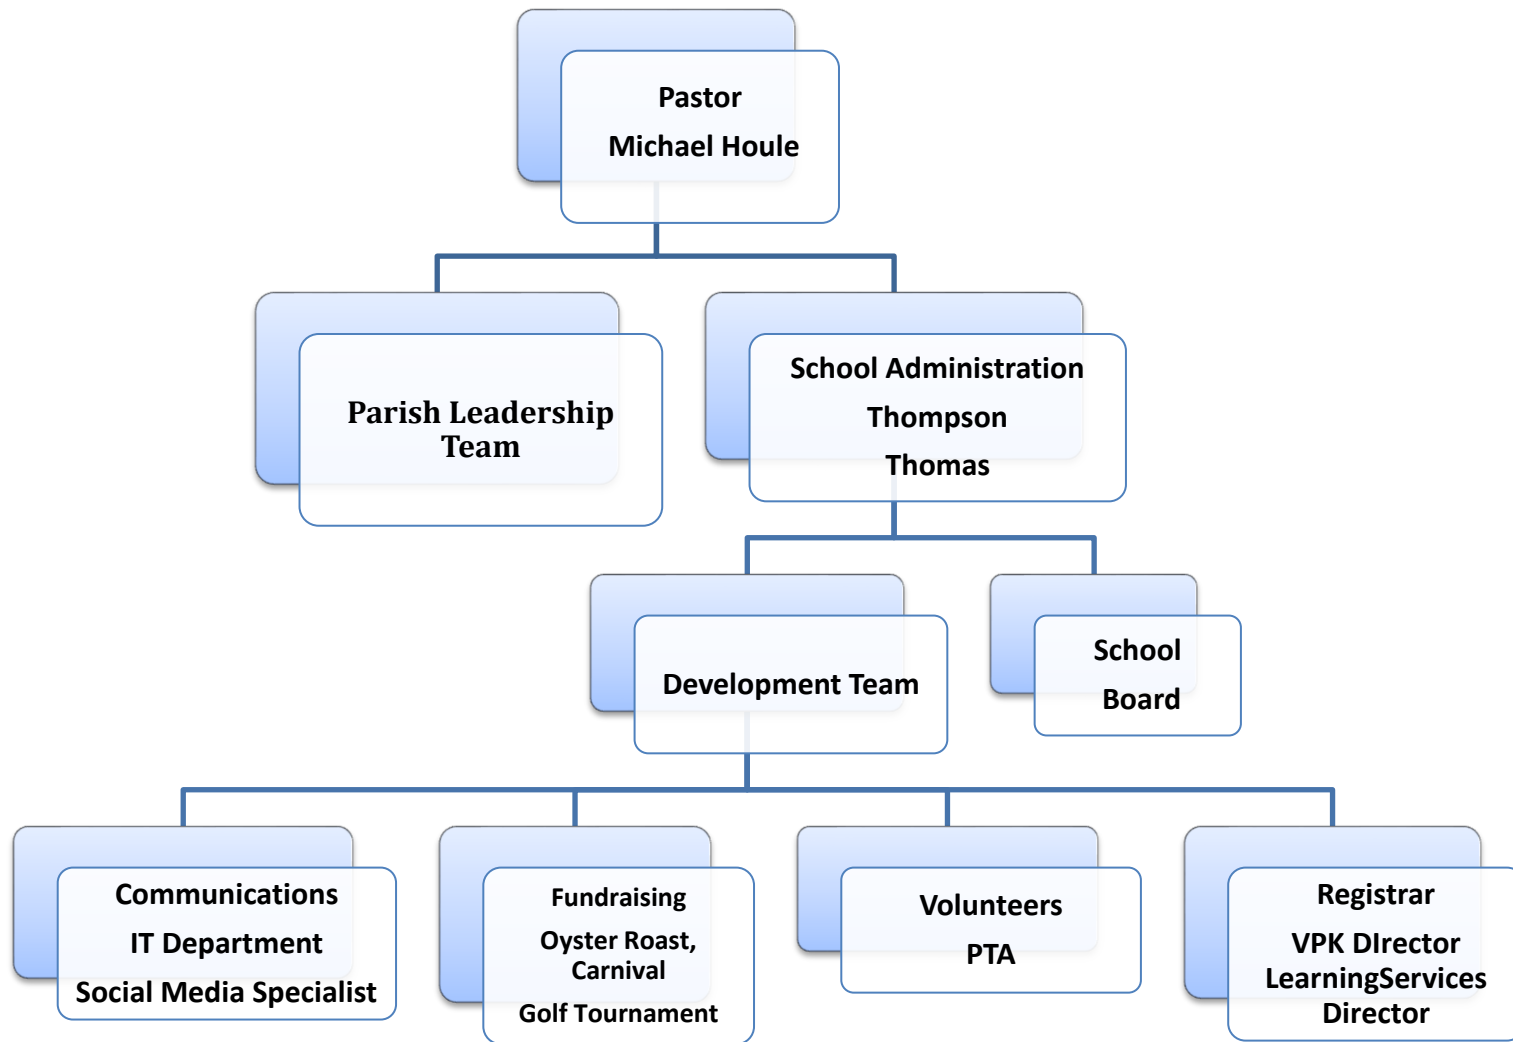 Pastor
Michael Houle
Parish Leadership
Team
School Administration
Thompson
Thomas
Development Team
School
Board
Communications
IT Department
Social Media Specialist
Fundraising
Oyster Roast,
Carnival
Golf Tournament
Volunteers
PTA
Registrar
VPK DIrector
LearningServices
Director